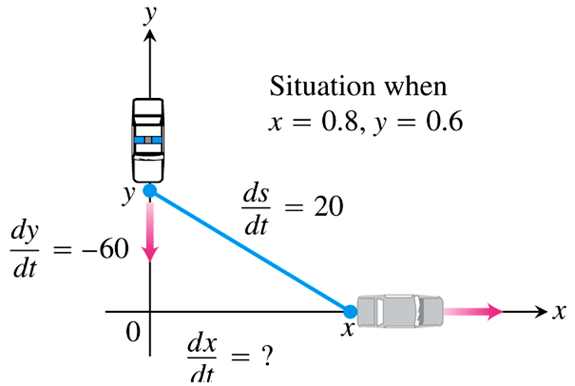 y
Situation when
x = 0.8, y = 0.6
y
ds/dt = 20
dy/dt = –60
0
x
x
dx/dt = ?